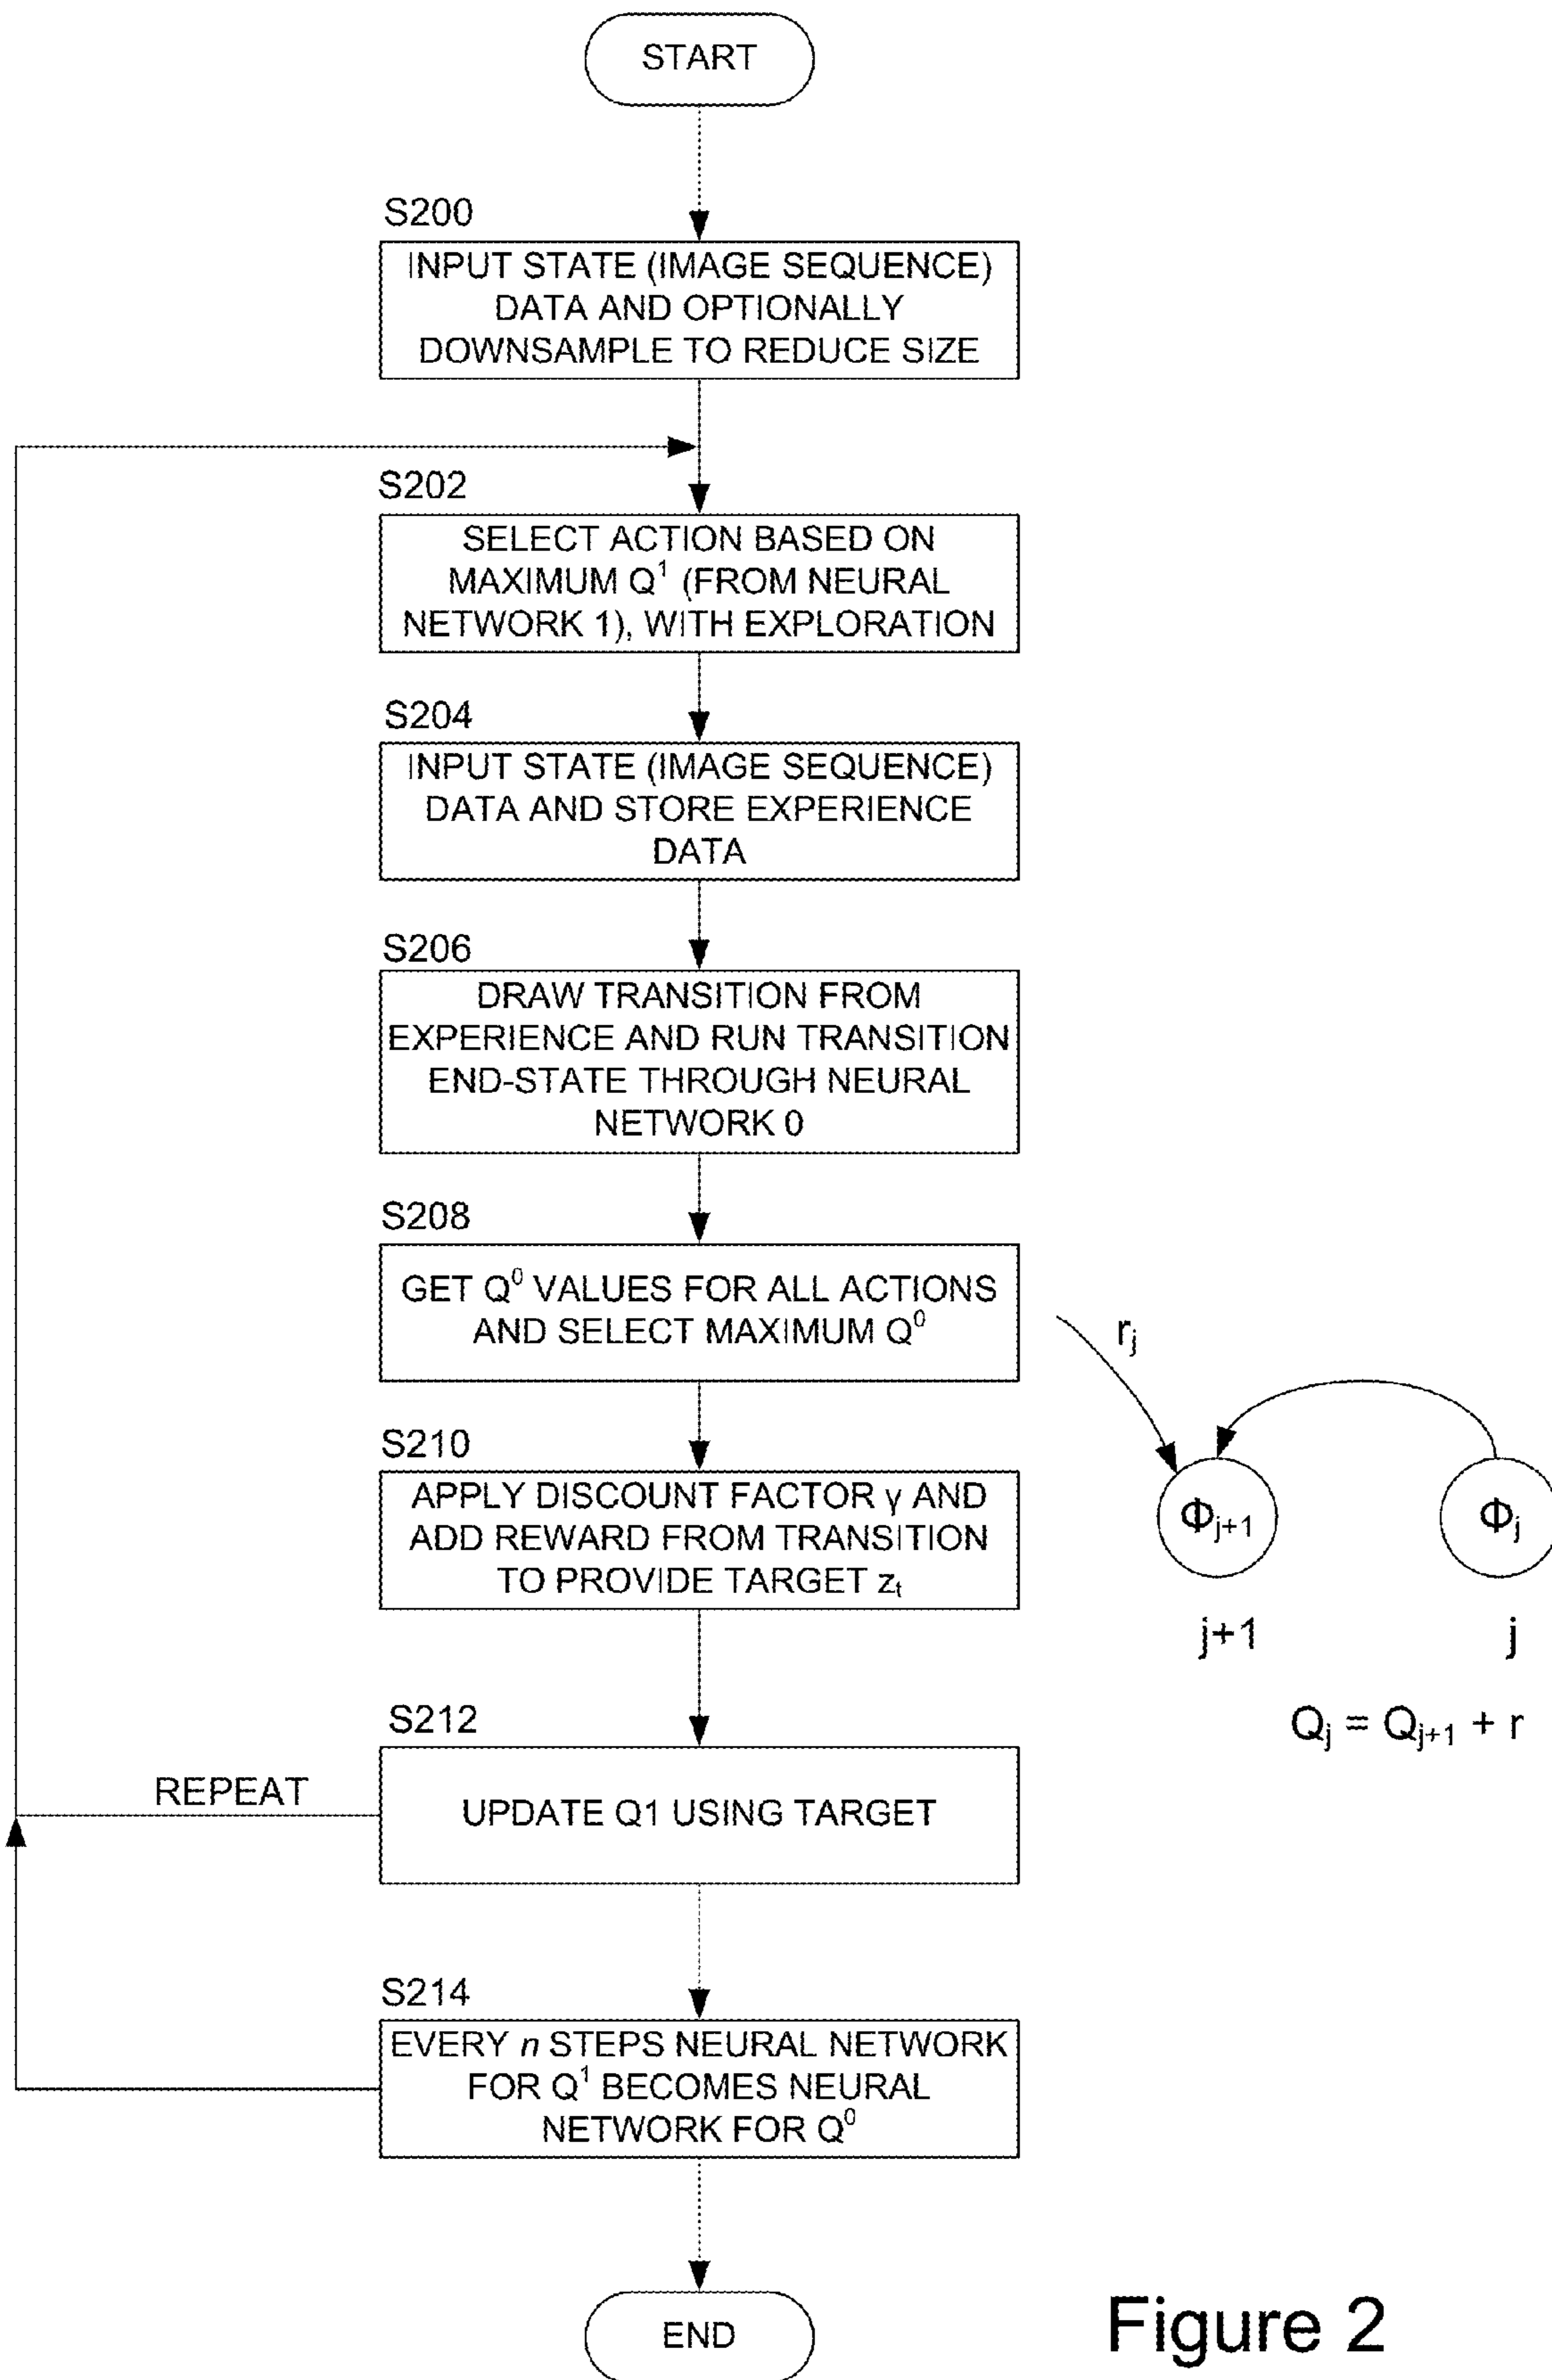 START
S200
INPUT STATE (IMAGE SEQUENCE)
DATA AND OPTIONALLY
DOWNSAMPLE TO REDUCE SIZE
S202
SELECT ACTION BASED ON
MAXIMUM Q¹ (FROM NEURAL
NETWORK 1), WITH EXPLORATION
S204
INPUT STATE (IMAGE SEQUENCE)
DATA AND STORE EXPERIENCE
DATA
S206
DRAW TRANSITION FROM
EXPERIENCE AND RUN TRANSITION
END-STATE THROUGH NEURAL
NETWORK 0
S208
GET Q⁰ VALUES FOR ALL ACTIONS
AND SELECT MAXIMUM Q⁰
rⱼ
S210
APPLY DISCOUNT FACTOR γ AND
ADD REWARD FROM TRANSITION
TO PROVIDE TARGET zₜ
Φⱼ₊₁
Φⱼ
j+1
j
Qⱼ = Qⱼ₊₁ + r
S212
UPDATE Q1 USING TARGET
REPEAT
S214
EVERY n STEPS NEURAL NETWORK
FOR Q¹ BECOMES NEURAL
NETWORK FOR Q⁰
END
Figure 2